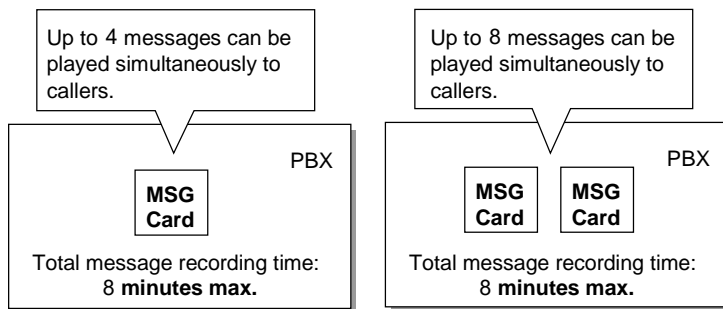 Up to 4 messages can be
played simultaneously to
callers.
PBX
MSG
Card
Total message recording time:
8 minutes max.
Up to 8 messages can be
played simultaneously to
callers.
PBX
MSG
Card
MSG
Card
Total message recording time:
8 minutes max.